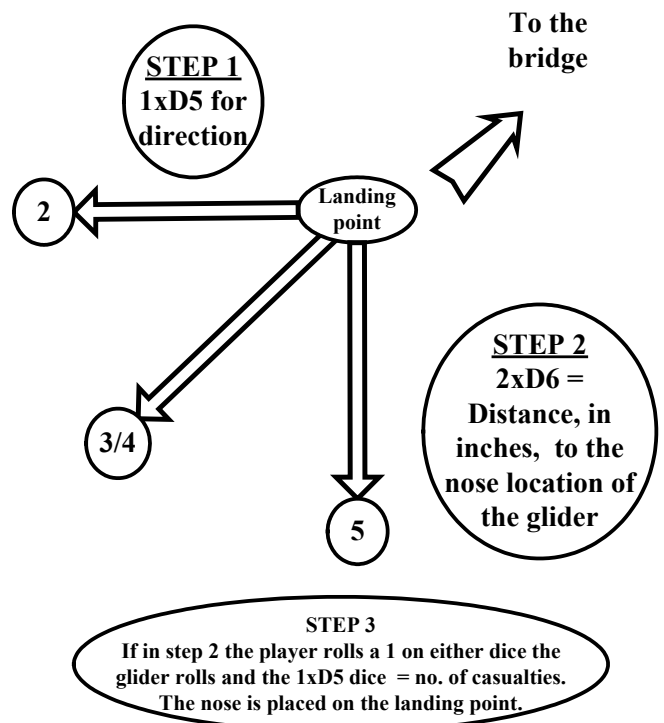 To the
bridge
STEP 1
1xD5 for
direction
Landing
point
2
3/4
5
STEP 2
2xD6 =
Distance, in
inches,  to the
nose location of
the glider
STEP 3
If in step 2 the player rolls a 1 on either dice the
glider rolls and the 1xD5 dice  = no. of casualties.
The nose is placed on the landing point.